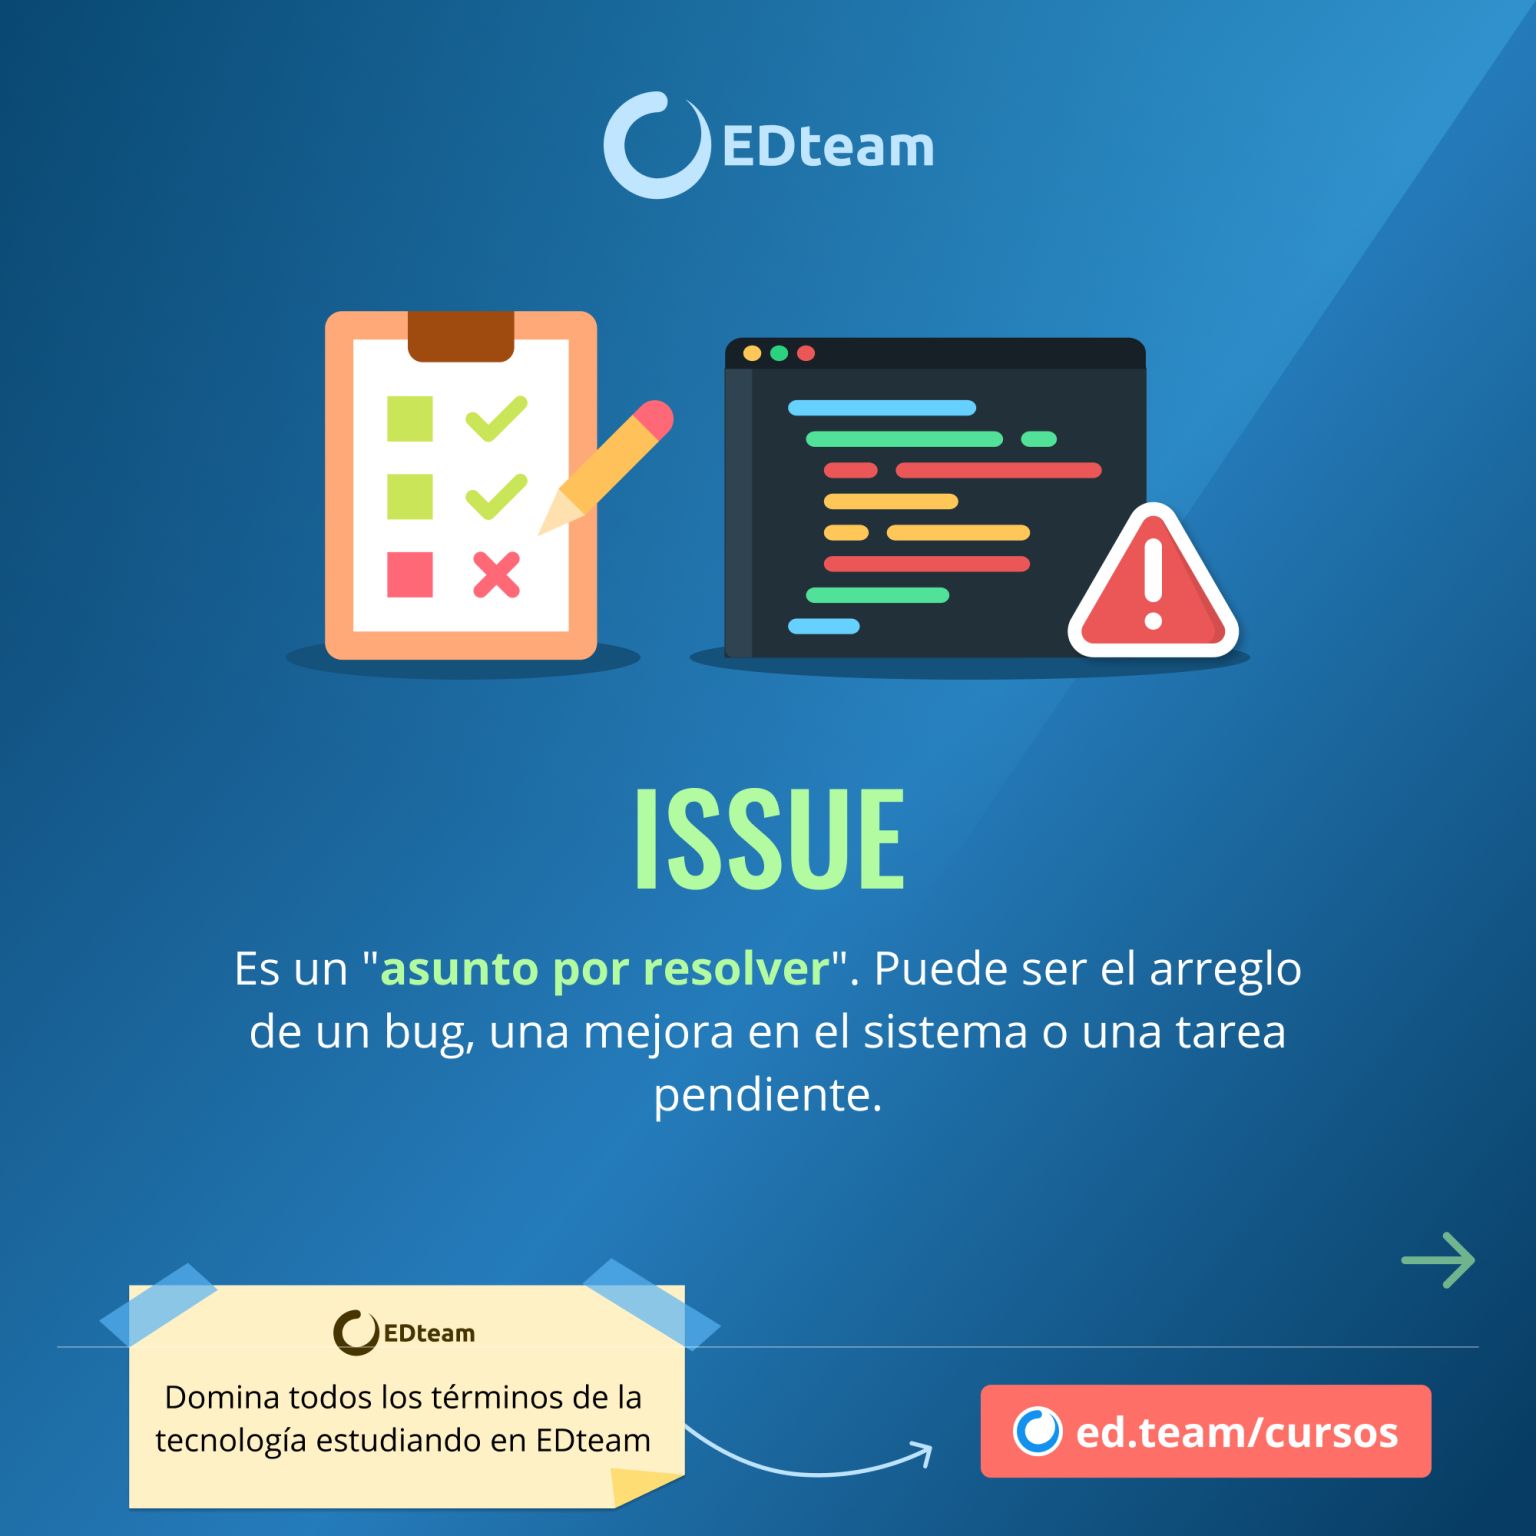 EDteam
ISSUE
Es un "asunto por resolver". Puede ser el arreglo
de un bug, una mejora en el sistema o una tarea
pendiente.
EDteam
Domina todos los términos de la
tecnología estudiando en EDteam
ed.team/cursos